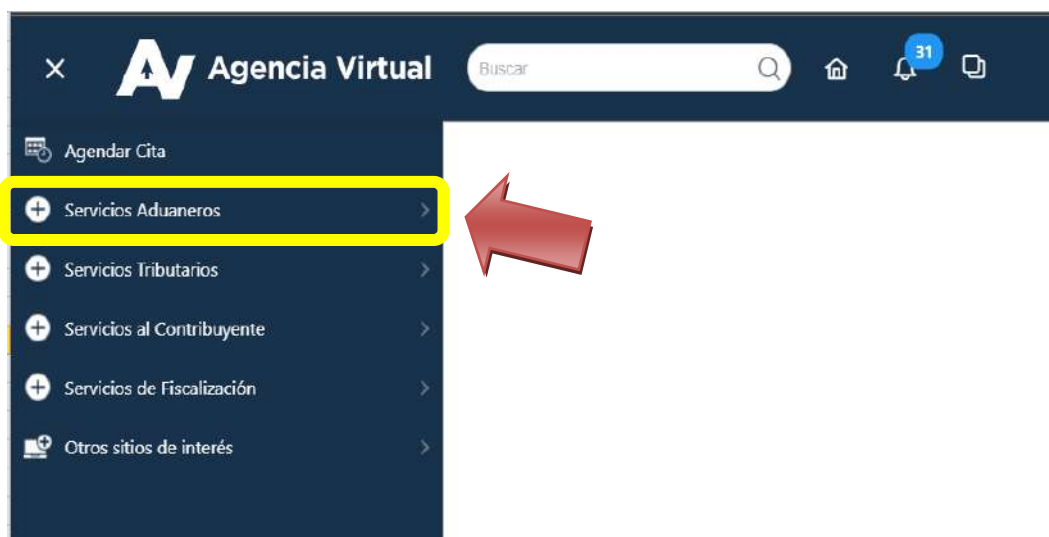 AV Agencia Virtual Buscar 31
Agendar Cita
Servicios Aduaneros
Servicios Tributarios
Servicios al Contribuyente
Servicios de Fiscalización
Otros sitios de interés